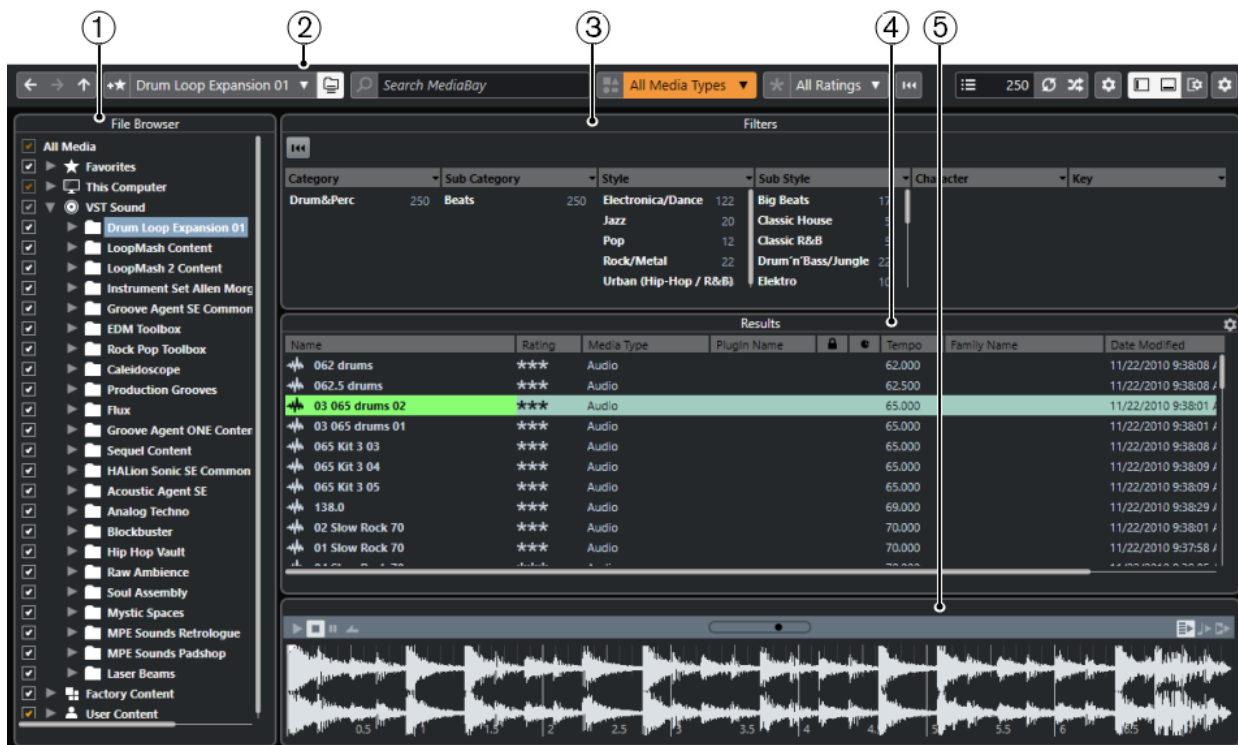 1 2 3 4 5
Drum Loop Expansion 01 Search MediaBay All Media Types All Ratings 250
File Browser
All Media
Favorites
This Computer
VST Sound
Drum Loop Expansion 01
LoopMash Content
LoopMash 2 Content
Instrument Set Allen Morg
Groove Agent SE Common
EDM Toolbox
Rock Pop Toolbox
Caleidoscope
Production Grooves
Flux
Groove Agent ONE Conten
Sequel Content
HALion Sonic SE Common
Acoustic Agent SE
Analog Techno
Blockbuster
Hip Hop Vault
Raw Ambience
Soul Assembly
Mystic Spaces
MPE Sounds Retrologue
MPE Sounds Padshop
Laser Beams
Factory Content
User Content
Filters
Category Sub Category Style Sub Style Character Key
Drum&Perc 250 Beats 250 Electronica/Dance 122 Big Beats
Jazz 20 Classic House
Pop 12 Classic R&B
Rock/Metal 22 Drum´n´Bass/Jungle
Urban (Hip-Hop / R&B) Elektro
Results
Name Rating Media Type Plugin Name Tempo Family Name Date Modified
062 drums *** Audio 62.000 11/22/2010 9:38:08
062.5 drums *** Audio 62.500 11/22/2010 9:38:08
03 065 drums 02 *** Audio 65.000 11/22/2010 9:38:01
03 065 drums 01 *** Audio 65.000 11/22/2010 9:38:01
065 Kit 3 03 *** Audio 65.000 11/22/2010 9:38:08
065 Kit 3 04 *** Audio 65.000 11/22/2010 9:38:09
065 Kit 3 05 *** Audio 65.000 11/22/2010 9:38:09
138.0 *** Audio 69.000 11/22/2010 9:38:29
02 Slow Rock 70 *** Audio 70.000 11/22/2010 9:38:01
01 Slow Rock 70 *** Audio 70.000 11/22/2010 9:37:58
0.5 1 1.5 2 2.5 3 3.5 4 4. 5 5.5 6 6.5